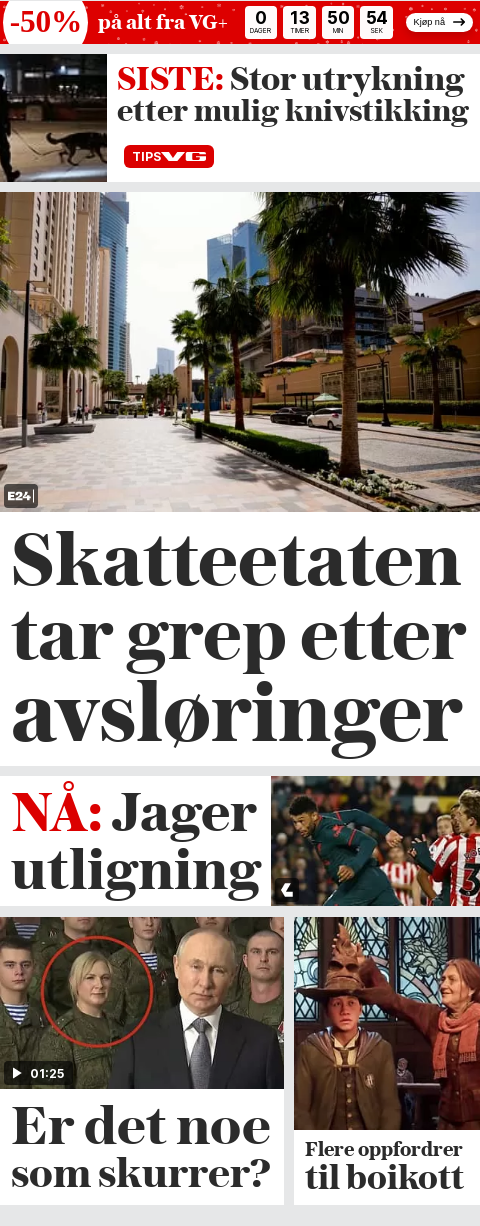 -50% på alt fra VG+ 0 13 50 54 Kjøp nå
DAGER TIMER MIN SEK
SISTE: Stor utrykning
etter mulig knivstikking
TIPS VG
E24
Skatteetaten
tar grep etter
avsløringer
NÅ: Jager
utligning
3
01:25
Er det noe
som skurrer?
Flere oppfordrer
til boikott